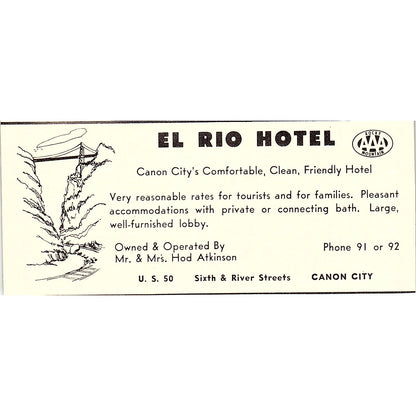 EL RIO HOTEL
ROCKY
AAA
MOUNTAIN
Canon City's Comfortable, Clean, Friendly Hotel
Very reasonable rates for tourists and for families. Pleasant
accommodations with private or connecting bath. Large,
well-furnished lobby.
Owned & Operated By
Mr. & Mrs. Hod Atkinson
Phone 91 or 92
U. S. 50 Sixth & River Streets CANON CITY